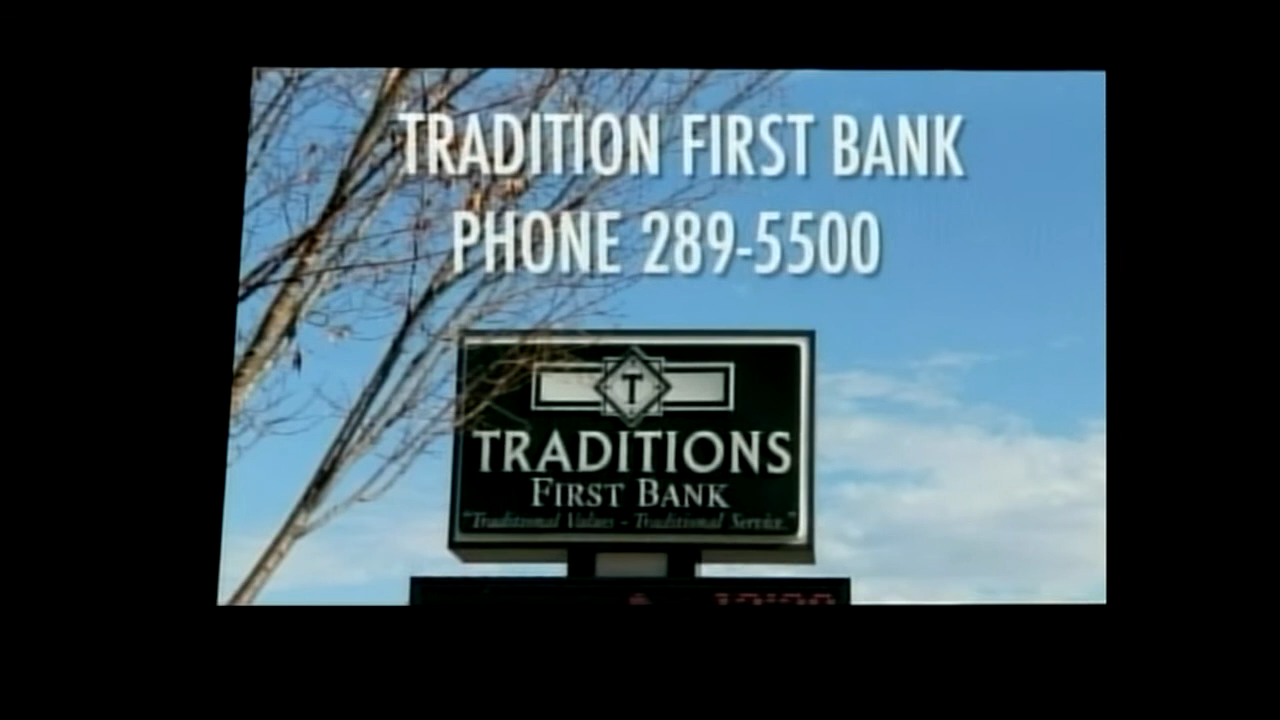 TRADITION FIRST BANK
PHONE 289-5500
T
TRADITIONS
FIRST BANK
"Traditional Values - Traditional Service."